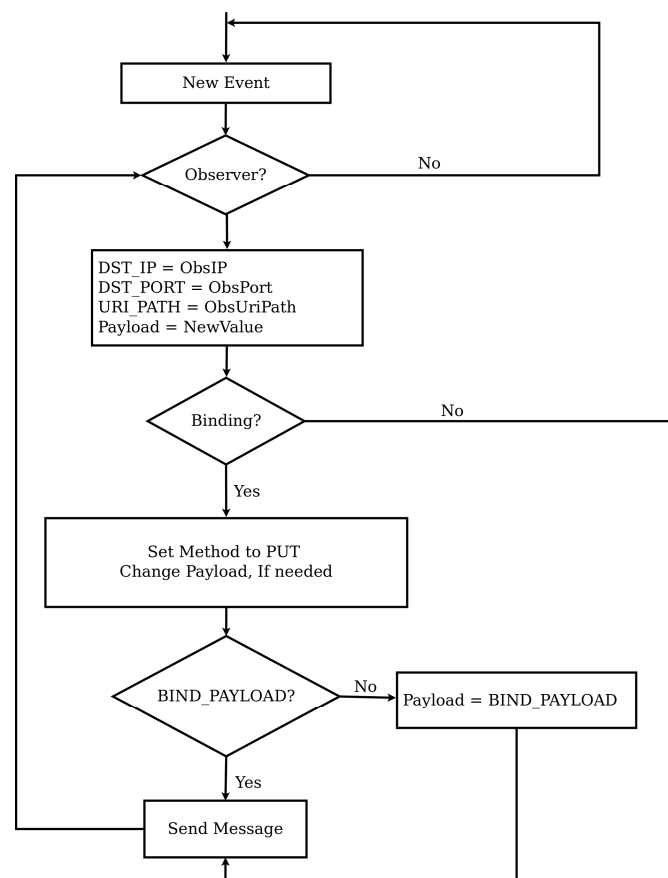 New Event
Observer?
No
DST_IP = ObsIP
DST_PORT = ObsPort
URI_PATH = ObsUriPath
Payload = NewValue
Binding?
No
Yes
Set Method to PUT
Change Payload, If needed
BIND_PAYLOAD?
No
Payload = BIND_PAYLOAD
Yes
Send Message